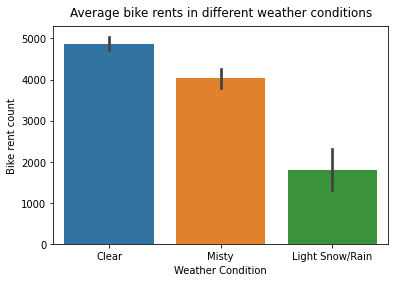 Average bike rents in different weather conditions
Bike rent count
5000
4000
3000
2000
1000
0
Clear
Misty
Light Snow/Rain
Weather Condition